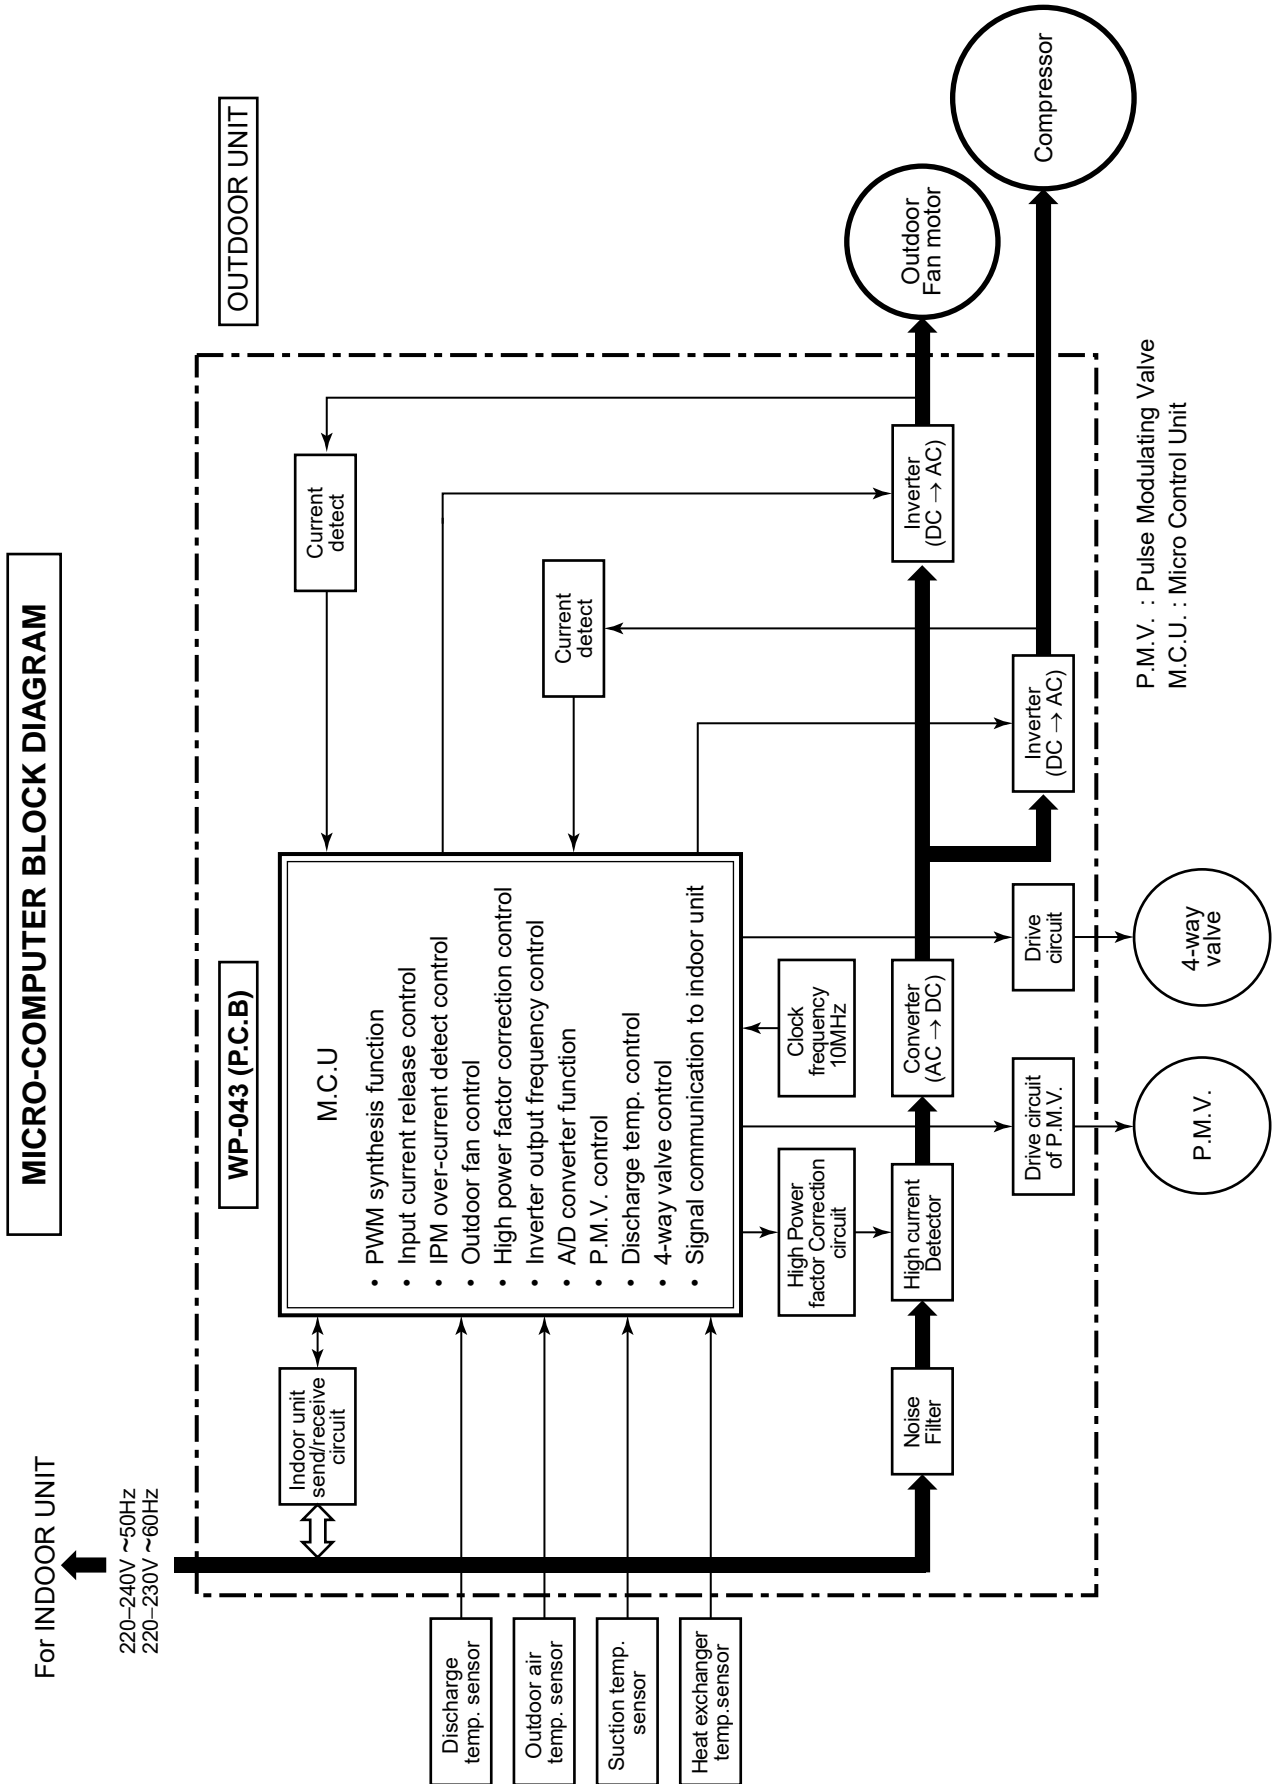 MICRO-COMPUTER BLOCK DIAGRAM
For INDOOR UNIT
220–240V ~50Hz
220–230V ~60Hz
WP-043 (P.C.B)
OUTDOOR UNIT
Indoor unit
send/receive
circuit
M.C.U
• PWM synthesis function
• Input current release control
• IPM over-current detect control
• Outdoor fan control
• High power factor correction control
• Inverter output frequency control
• A/D converter function
• P.M.V. control
• Discharge temp. control
• 4-way valve control
• Signal communication to indoor unit
Current
detect
Current
detect
Discharge
temp. sensor
Outdoor air
temp. sensor
Suction temp.
sensor
Heat exchanger
temp.sensor
High Power
factor Correction
circuit
Clock
frequency
10MHz
Noise
Filter
High current
Detector
Converter
(AC → DC)
Inverter
(DC → AC)
Outdoor
Fan motor
Drive circuit
of P.M.V.
Drive
circuit
Inverter
(DC → AC)
Compressor
P.M.V.
4-way
valve
P.M.V. : Pulse Modulating Valve
M.C.U. : Micro Control Unit